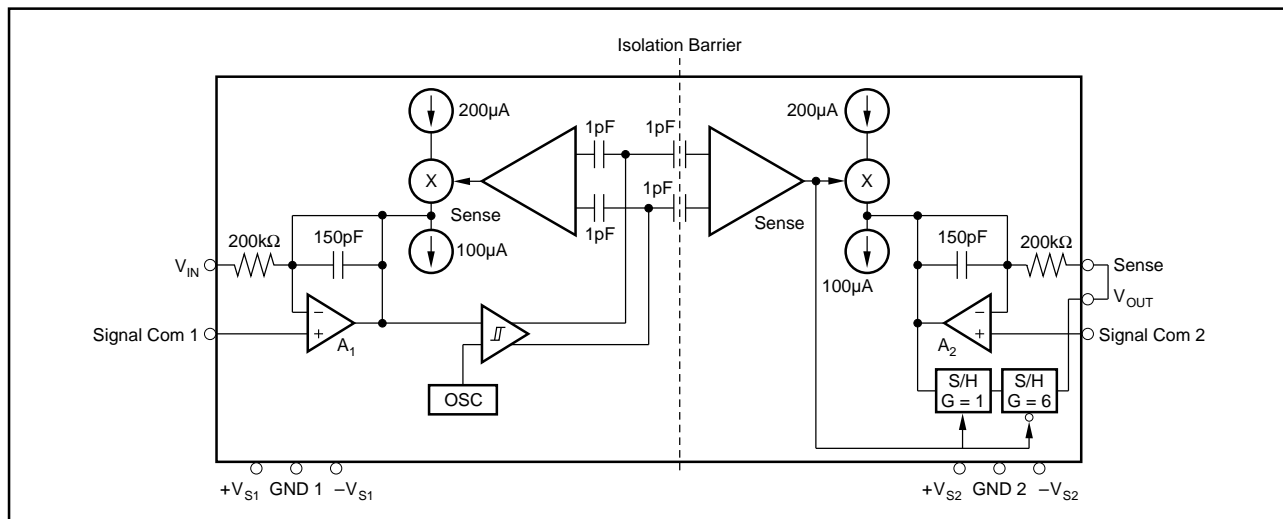 Isolation Barrier
200µA
200µA
1pF
1pF
X
X
Sense
1pF
1pF
Sense
200kΩ
150pF
100µA
100µA
150pF
200kΩ
V_IN
Sense
V_OUT
Signal Com 1
A_1
A_2
Signal Com 2
OSC
S/H
G = 1
S/H
G = 6
+V_S1 GND 1 –V_S1
+V_S2 GND 2 –V_S2